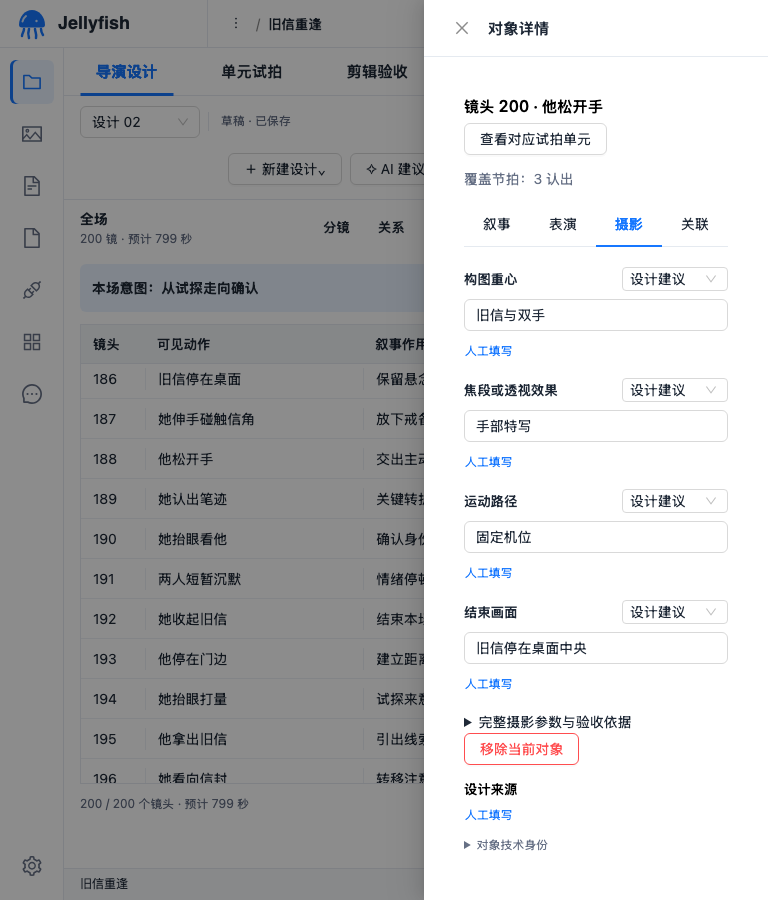 Jellyfish
/ 旧信重逢
导演设计
单元试拍
剪辑验收
设计 02
草稿 · 已保存
+ 新建设计
AI 建议
全场
200 镜 · 预计 799 秒
分镜
关系
本场意图：从试探走向确认
镜头 可见动作 叙事作用
186 旧信停在桌面 保留悬念
187 她伸手碰触信角 放下戒备
188 他松开手 交出主动
189 她认出笔迹 关键转折
190 她抬眼看他 确认身份
191 两人短暂沉默 情绪停顿
192 她收起旧信 结束本场
193 他停在门边 建立距离
194 她抬眼打量 试探来意
195 他拿出旧信 引出线索
196 她看向信封 转移注意
200 / 200 个镜头 · 预计 799 秒
旧信重逢
对象详情
镜头 200 · 他松开手
查看对应试拍单元
覆盖节拍：3 认出
叙事
表演
摄影
关联
构图重心
设计建议
旧信与双手
人工填写
焦段或透视效果
设计建议
手部特写
人工填写
运动路径
设计建议
固定机位
人工填写
结束画面
设计建议
旧信停在桌面中央
人工填写
完整摄影参数与验收依据
移除当前对象
设计来源
人工填写
对象技术身份